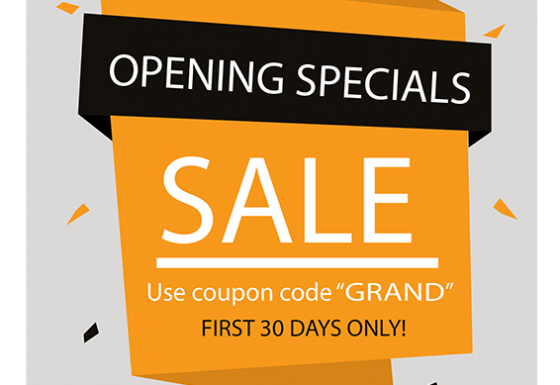 OPENING SPECIALS
SALE
Use coupon code “GRAND”
FIRST 30 DAYS ONLY!